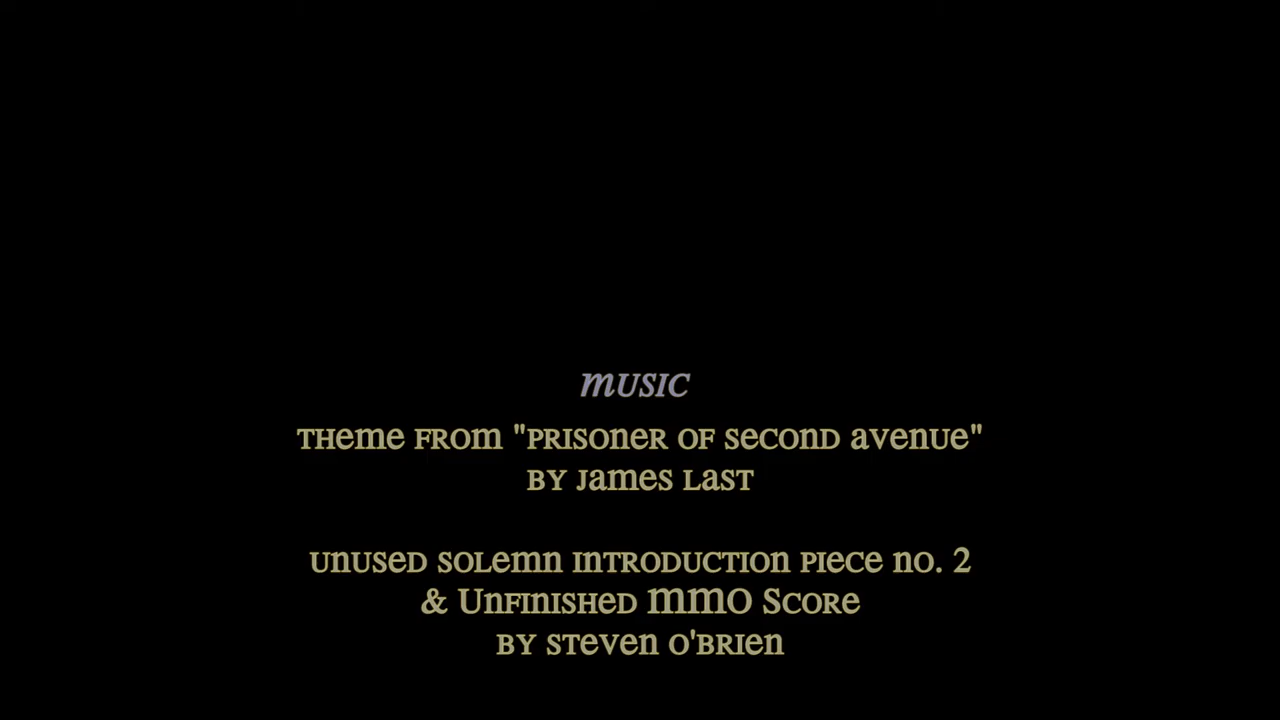 music
Theme from "Prisoner of Second Avenue"
by James Last
Unused Solemn Introduction Piece no. 2
& Unfinished MMO Score
by Steven O'Brien